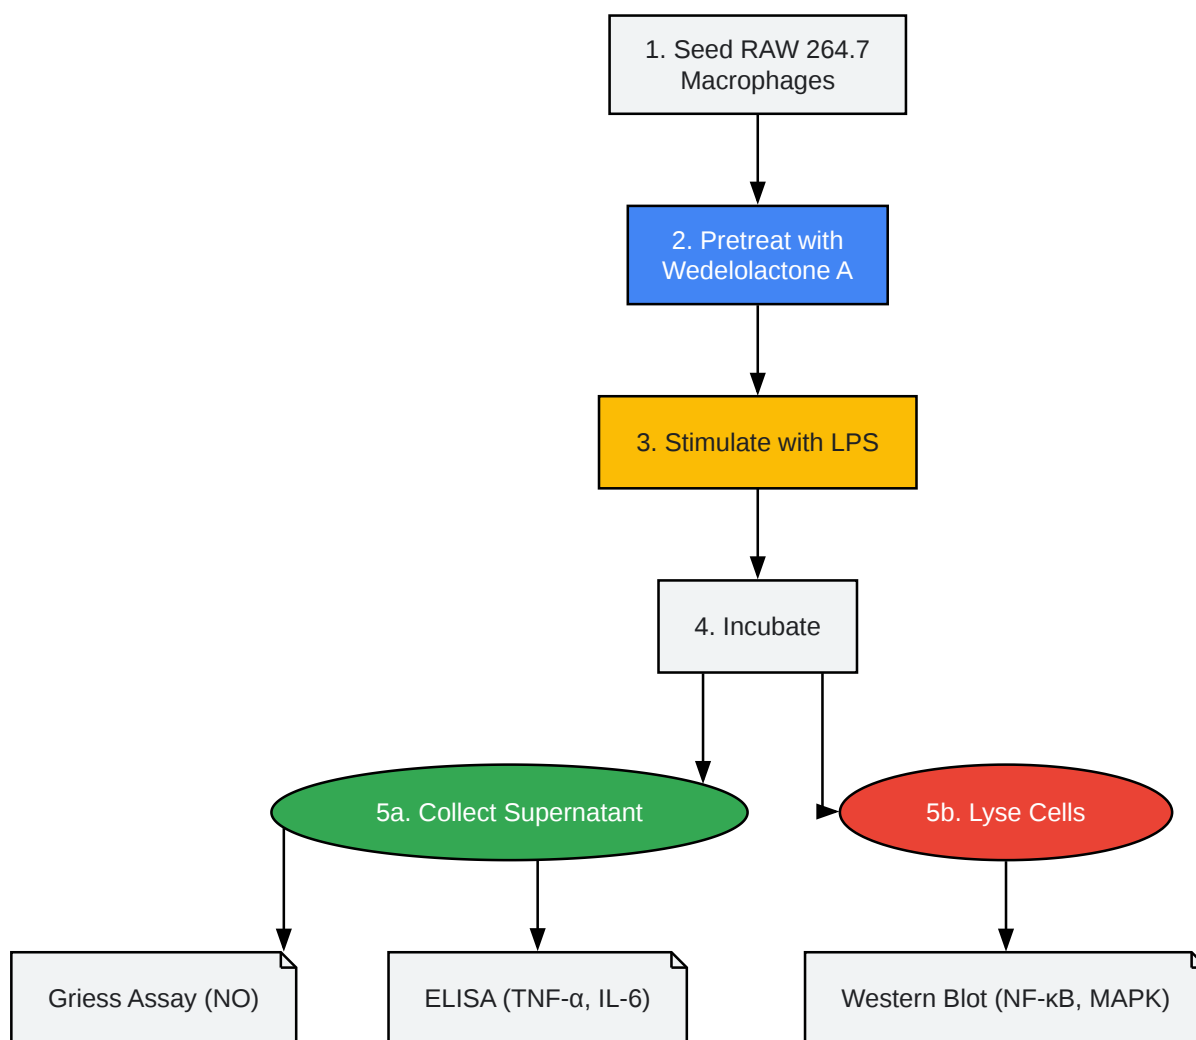 1. Seed RAW 264.7
Macrophages
2. Pretreat with
Wedelolactone A
3. Stimulate with LPS
4. Incubate
5a. Collect Supernatant
5b. Lyse Cells
Griess Assay (NO)
ELISA (TNF-α, IL-6)
Western Blot (NF-κB, MAPK)